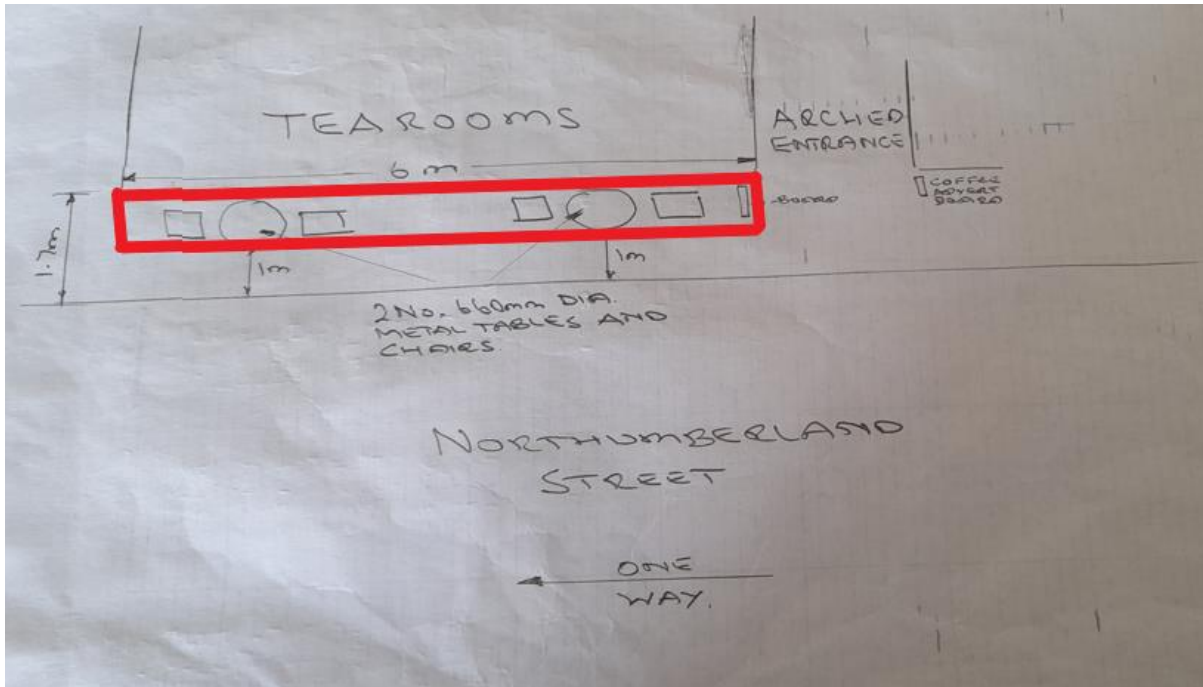 TEAROOMS
ARCHED
ENTRANCE
6m
COFFEE
ADVERT
BOARD
BOARD
1.7m
1m
1m
2No. 660mm DIA.
METAL TABLES AND
CHAIRS
NORTHUMBERLAND
STREET
ONE
WAY.